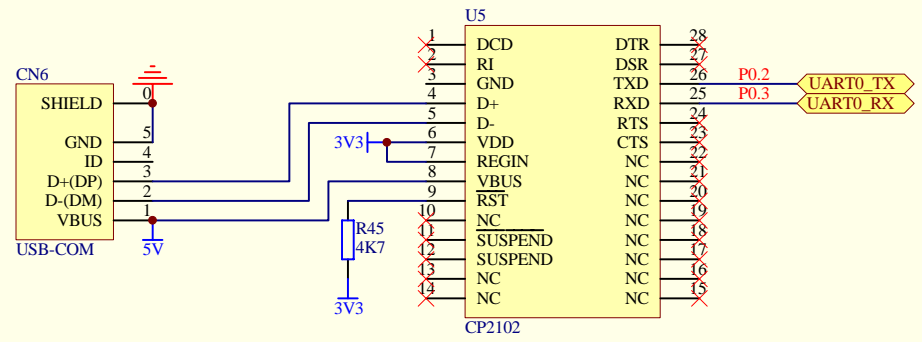 U5
CN6
SHIELD 0
GND 5
ID 4
D+(DP) 3
D-(DM) 2
VBUS 1
USB-COM
5V
3V3
R45
4K7
3V3
1 DCD DTR 28
2 RI DSR 27
3 GND TXD 26 P0.2 UART0_TX
4 D+ RXD 25 P0.3 UART0_RX
5 D- RTS 24
6 VDD CTS 23
7 REGIN NC 22
8 VBUS NC 21
9 RST NC 20
10 NC NC 19
11 SUSPEND NC 18
12 SUSPEND NC 17
13 NC NC 16
14 NC NC 15
CP2102